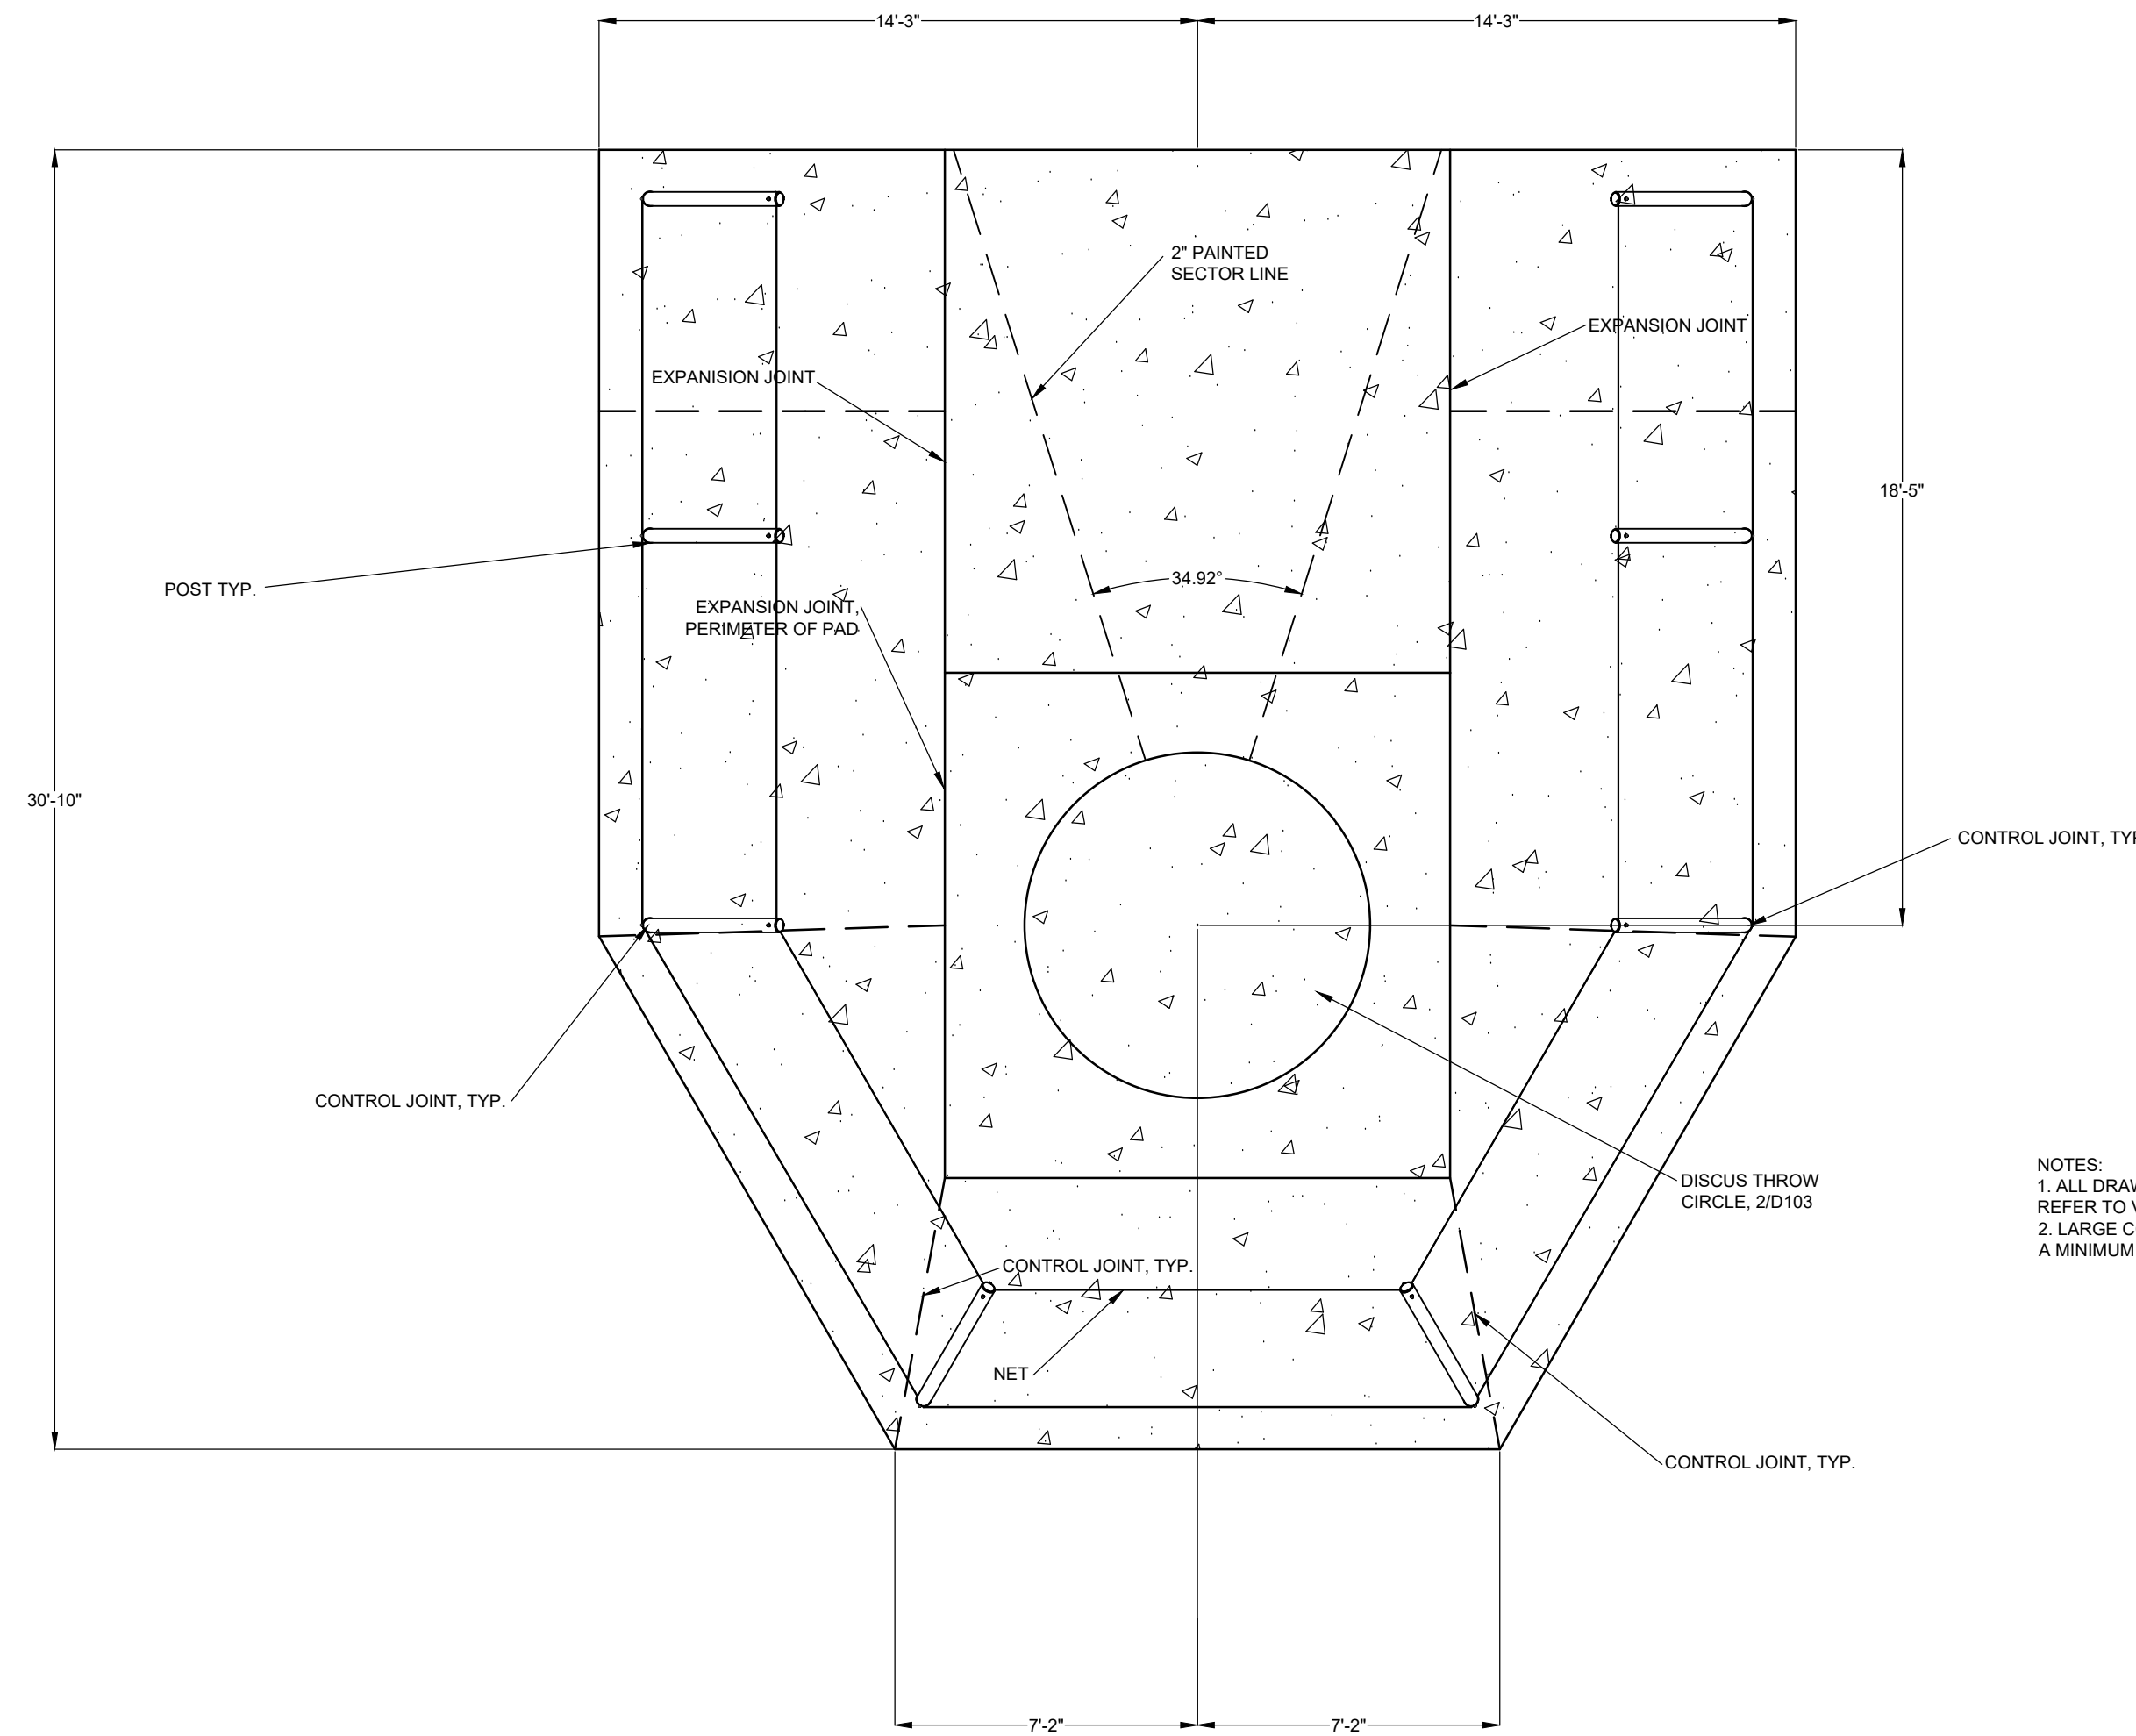 14'-3"
14'-3"
2" PAINTED
SECTOR LINE
EXPANSION JOINT
EXPANISION JOINT
18'-5"
34.92°
POST TYP.
EXPANSION JOINT,
PERIMETER OF PAD
30'-10"
CONTROL JOINT,
CONTROL JOINT, TYP.
DISCUS THROW
CIRCLE, 2/D103
NOTES:
1. ALL
REFER TO
2. LARGE
A MINIMUM
CONTROL JOINT, TYP.
NET
CONTROL JOINT, TYP.
7'-2"
7'-2"